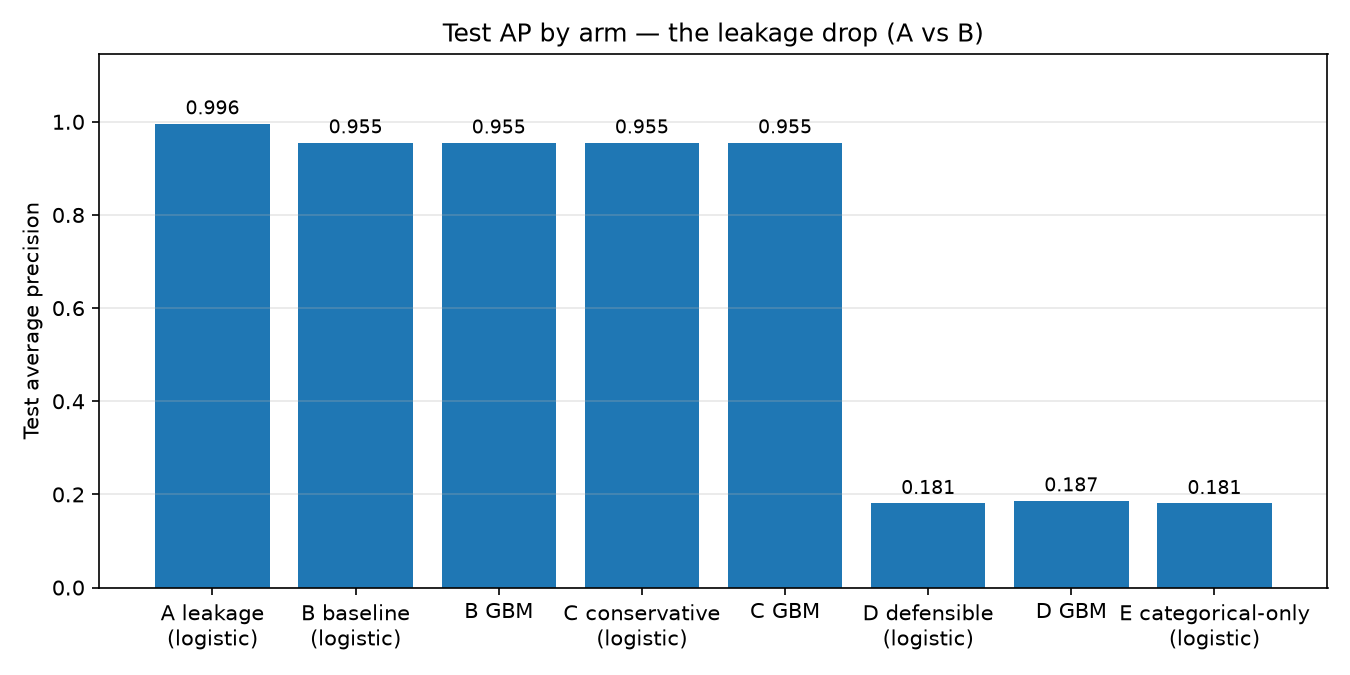 Test AP by arm — the leakage drop (A vs B)
Test average precision
1.0
0.8
0.6
0.4
0.2
0.0
0.996
0.955
0.955
0.955
0.955
0.181
0.187
0.181
A leakage
(logistic)
B baseline
(logistic)
B GBM
C conservative
(logistic)
C GBM
D defensible
(logistic)
D GBM
E categorical-only
(logistic)